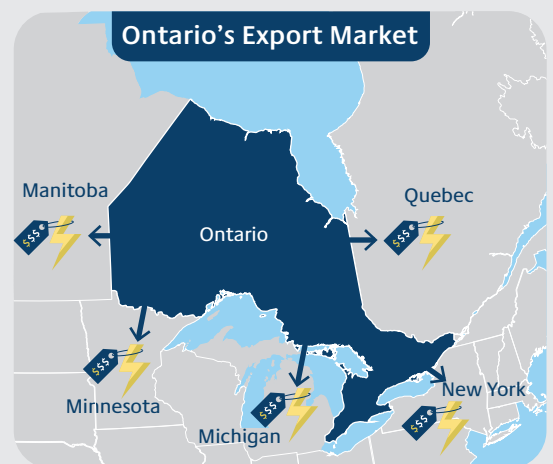 Ontario's Export Market
Manitoba
Quebec
Ontario
$$$
$$$
$$$
Minnesota
$$$
New York
Michigan
$$$